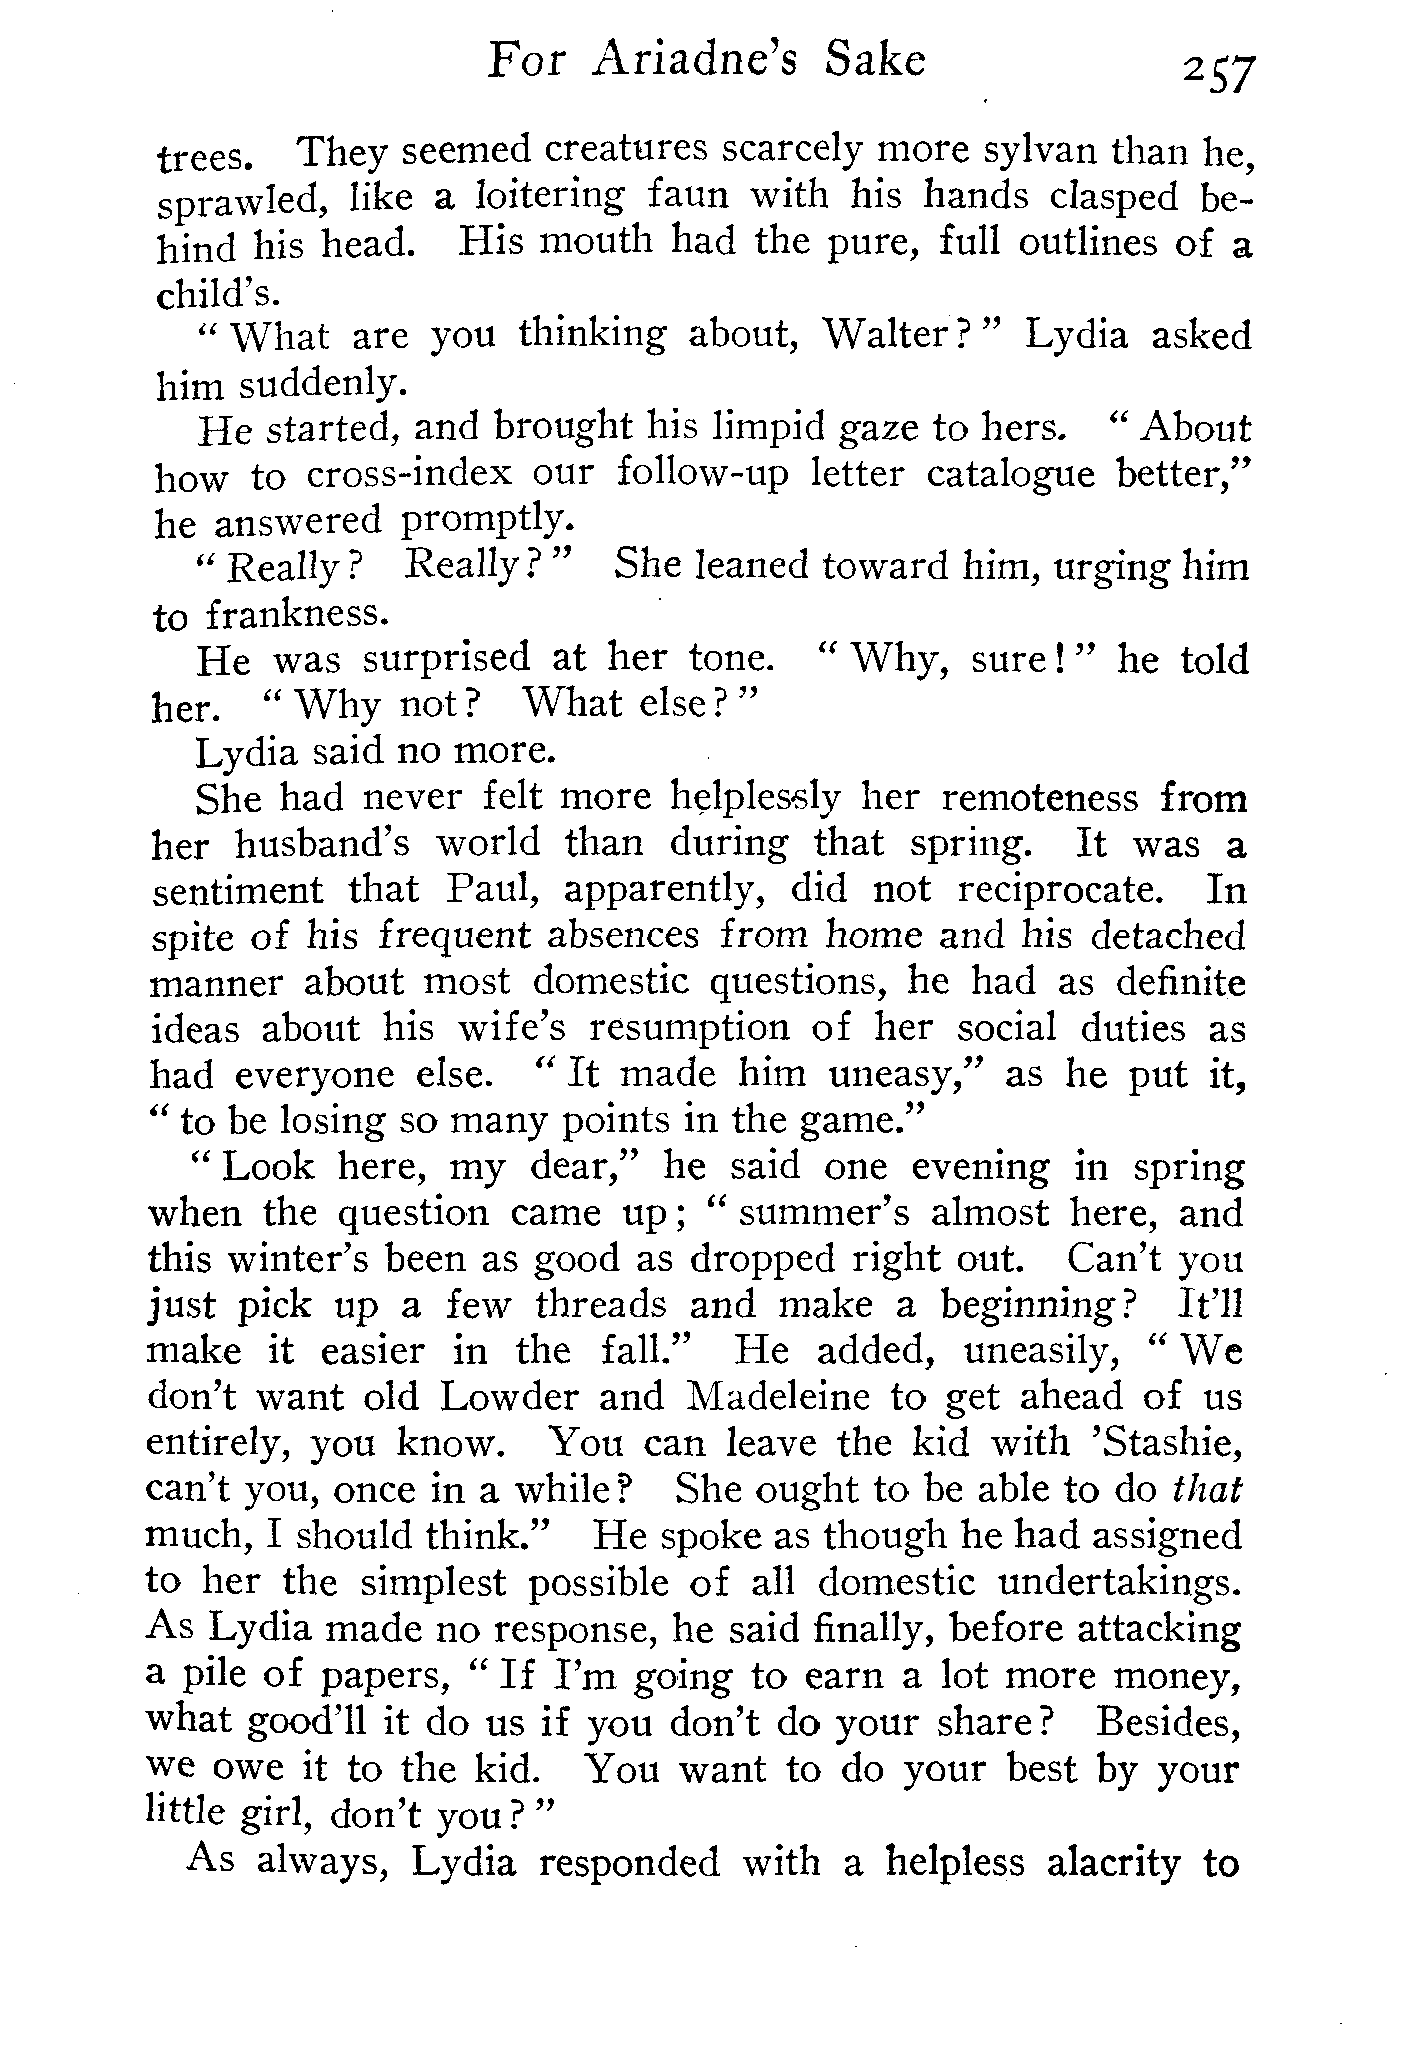 For Ariadne's Sake 257
trees. They seemed creatures scarcely more sylvan than he,
sprawled, like a loitering faun with his hands clasped be-
hind his head. His mouth had the pure, full outlines of a
child's.
"What are you thinking about, Walter?" Lydia asked
him suddenly.
He started, and brought his limpid gaze to hers. "About
how to cross-index our follow-up letter catalogue better,"
he answered promptly.
"Really? Really?" She leaned toward him, urging him
to frankness.
He was surprised at her tone. "Why, sure!" he told
her. "Why not? What else?"
Lydia said no more.
She had never felt more helplessly her remoteness from
her husband's world than during that spring. It was a
sentiment that Paul, apparently, did not reciprocate. In
spite of his frequent absences from home and his detached
manner about most domestic questions, he had as definite
ideas about his wife's resumption of her social duties as
had everyone else. "It made him uneasy," as he put it,
"to be losing so many points in the game."
"Look here, my dear," he said one evening in spring
when the question came up; "summer's almost here, and
this winter's been as good as dropped right out. Can't you
just pick up a few threads and make a beginning? It'll
make it easier in the fall." He added, uneasily, "We
don't want old Lowder and Madeleine to get ahead of us
entirely, you know. You can leave the kid with 'Stashie,
can't you, once in a while? She ought to be able to do that
much, I should think." He spoke as though he had assigned
to her the simplest possible of all domestic undertakings.
As Lydia made no response, he said finally, before attacking
a pile of papers, "If I'm going to earn a lot more money,
what good'll it do us if you don't do your share? Besides,
we owe it to the kid. You want to do your best by your
little girl, don't you?"
As always, Lydia responded with a helpless alacrity to